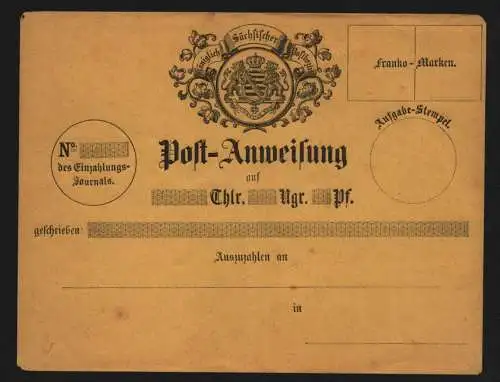 Königlich Sächsischer
Franko-Marken.
Aufgabe-Stempel.
No.
des Einzahlungs-
Journals.
Post-Anweisung
auf
Thlr. Ngr. Pf.
geschrieben:
Auszuzahlen an
in